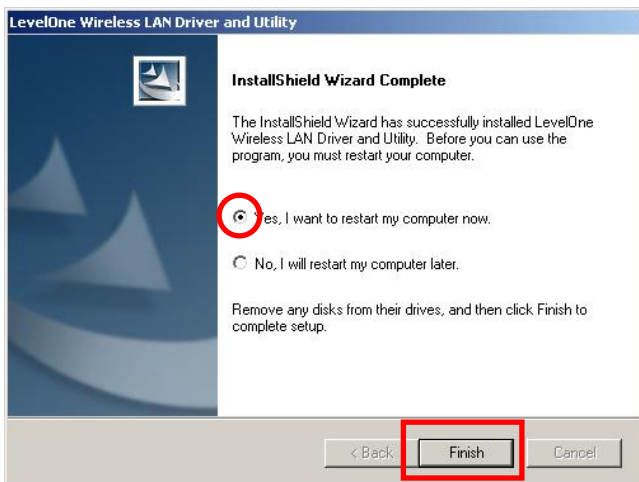 LevelOne Wireless LAN Driver and Utility
InstallShield Wizard Complete
The InstallShield Wizard has successfully installed LevelOne
Wireless LAN Driver and Utility. Before you can use the
program, you must restart your computer.
Yes, I want to restart my computer now.
No, I will restart my computer later.
Remove any disks from their drives, and then click Finish to
complete setup.
< Back Finish Cancel